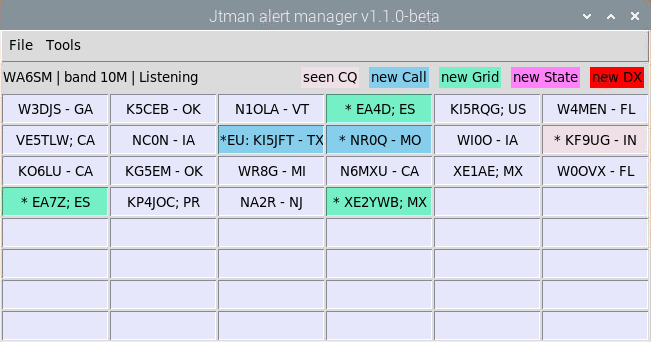 Jtman alert manager v1.1.0-beta
File Tools
WA6SM | band 10M | Listening seen CQ new Call new Grid new State new DX
W3DJS - GA K5CEB - OK N1OLA - VT * EA4D; ES KI5RQG; US W4MEN - FL
VE5TLW; CA NC0N - IA *EU: KI5JFT - TX * NR0Q - MO WI0O - IA * KF9UG - IN
KO6LU - CA KG5EM - OK WR8G - MI N6MXU - CA XE1AE; MX W0OVX - FL
* EA7Z; ES KP4JOC; PR NA2R - NJ * XE2YWB; MX